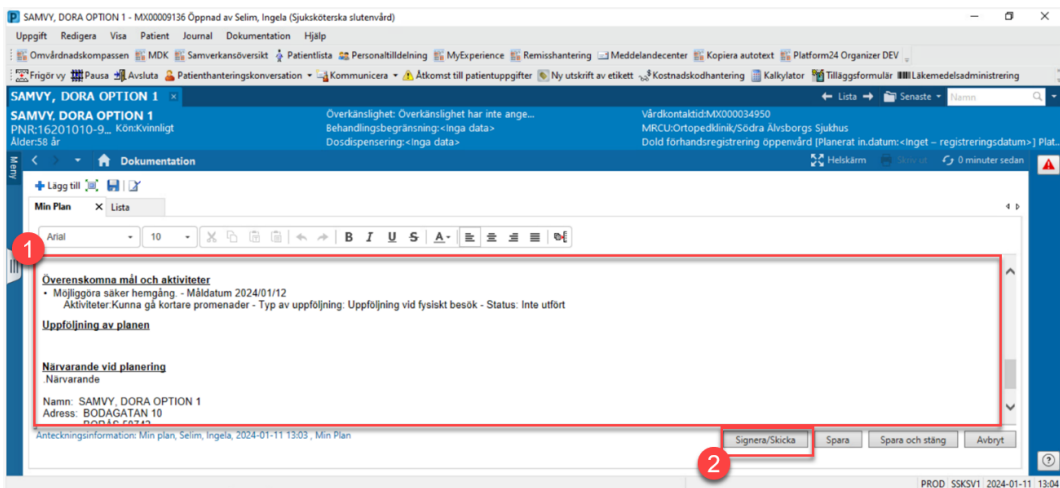 SAMVY, DORA OPTION 1 - MX00009136 Öppnad av Selim, Ingela (Sjuksköterska slutenvård)
Uppgift Redigera Visa Patient Journal Dokumentation Hjälp
Omvårdnadskompassen MDK Samverkansöversikt Patientlista Personaltilldelning MyExperience Remisshantering Meddelandecenter Kopiera autotext Platform24 Organizer DEV
Frigör vy Pausa Avsluta Patienthanteringskonversation Kommunicera Åtkomst till patientuppgifter Ny utskrift av etikett Kostnadskodhantering Kalkylator Tilläggsformulär Läkemedelsadministrering
SAMVY, DORA OPTION 1 × Lista Senaste Namn
SAMVY, DORA OPTION 1 Överkänslighet: Överkänslighet har inte ange... Vårdkontaktid:MX000034950
PNR:16201010-9... Kön:Kvinnligt Behandlingsbegränsning:<Inga data> MRCU:Ortopedklinik/Södra Älvsborgs Sjukhus
Ålder:58 år Dosdispensering:<Inga data> Dold förhandsregistrering öppenvård [Planerat in.datum:<Inget – registreringsdatum>] Plat...
Meny Dokumentation Helskärm Skriv ut 0 minuter sedan
Lägg till
Min Plan X Lista
Arial 10 B I U S A
1
Överenskomna mål och aktiviteter
• Möjliggöra säker hemgång. - Måldatum 2024/01/12
Aktiviteter:Kunna gå kortare promenader - Typ av uppföljning: Uppföljning vid fysiskt besök - Status: Inte utfört
Uppföljning av planen
Närvarande vid planering
.Närvarande
Namn: SAMVY, DORA OPTION 1
Adress: BODAGATAN 10
BORÅS 50742
Anteckningsinformation: Min plan, Selim, Ingela, 2024-01-11 13:03 , Min Plan
Signera/Skicka Spara Spara och stäng Avbryt
2
PROD SSKSV1 2024-01-11 13:04